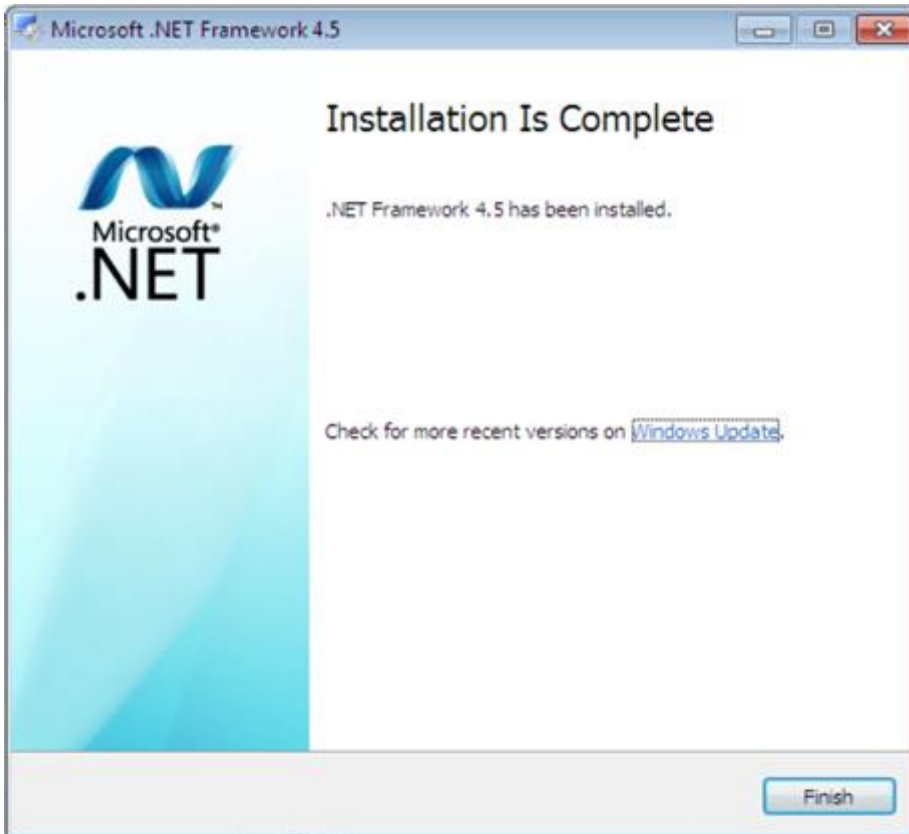 Microsoft .NET Framework 4.5
Installation Is Complete
Microsoft®
.NET™
.NET Framework 4.5 has been installed.
Check for more recent versions on Windows Update.
Finish